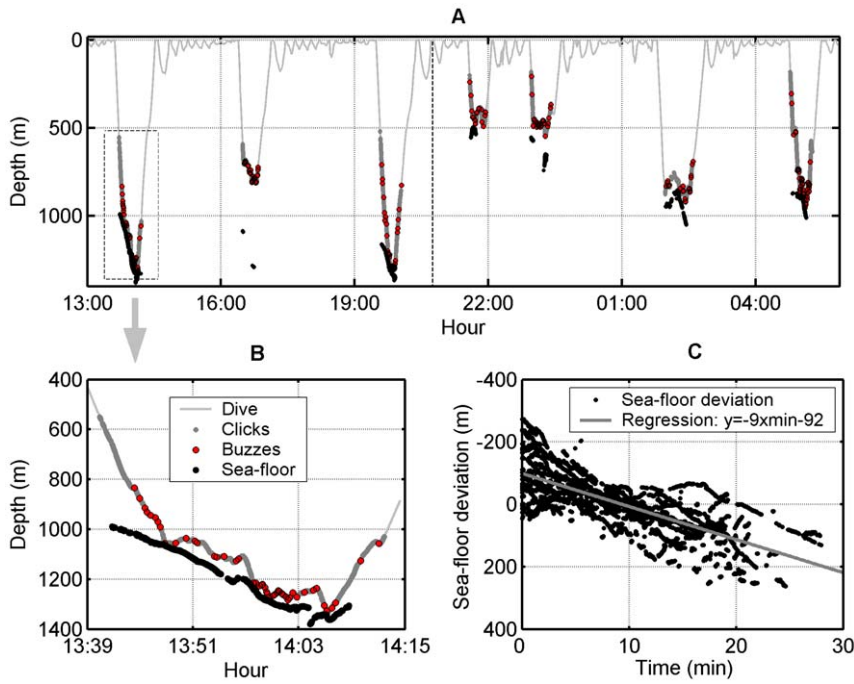 A
Depth (m)
0
500
1000
13:00 16:00 19:00 22:00 01:00 04:00
Hour
B
Depth (m)
400
600
800
1000
1200
1400
Dive
Clicks
Buzzes
Sea-floor
13:39 13:51 14:03 14:15
Hour
C
Sea-floor deviation (m)
-400
-200
0
200
400
Sea-floor deviation
Regression: y=-9xmin-92
0 10 20 30
Time (min)